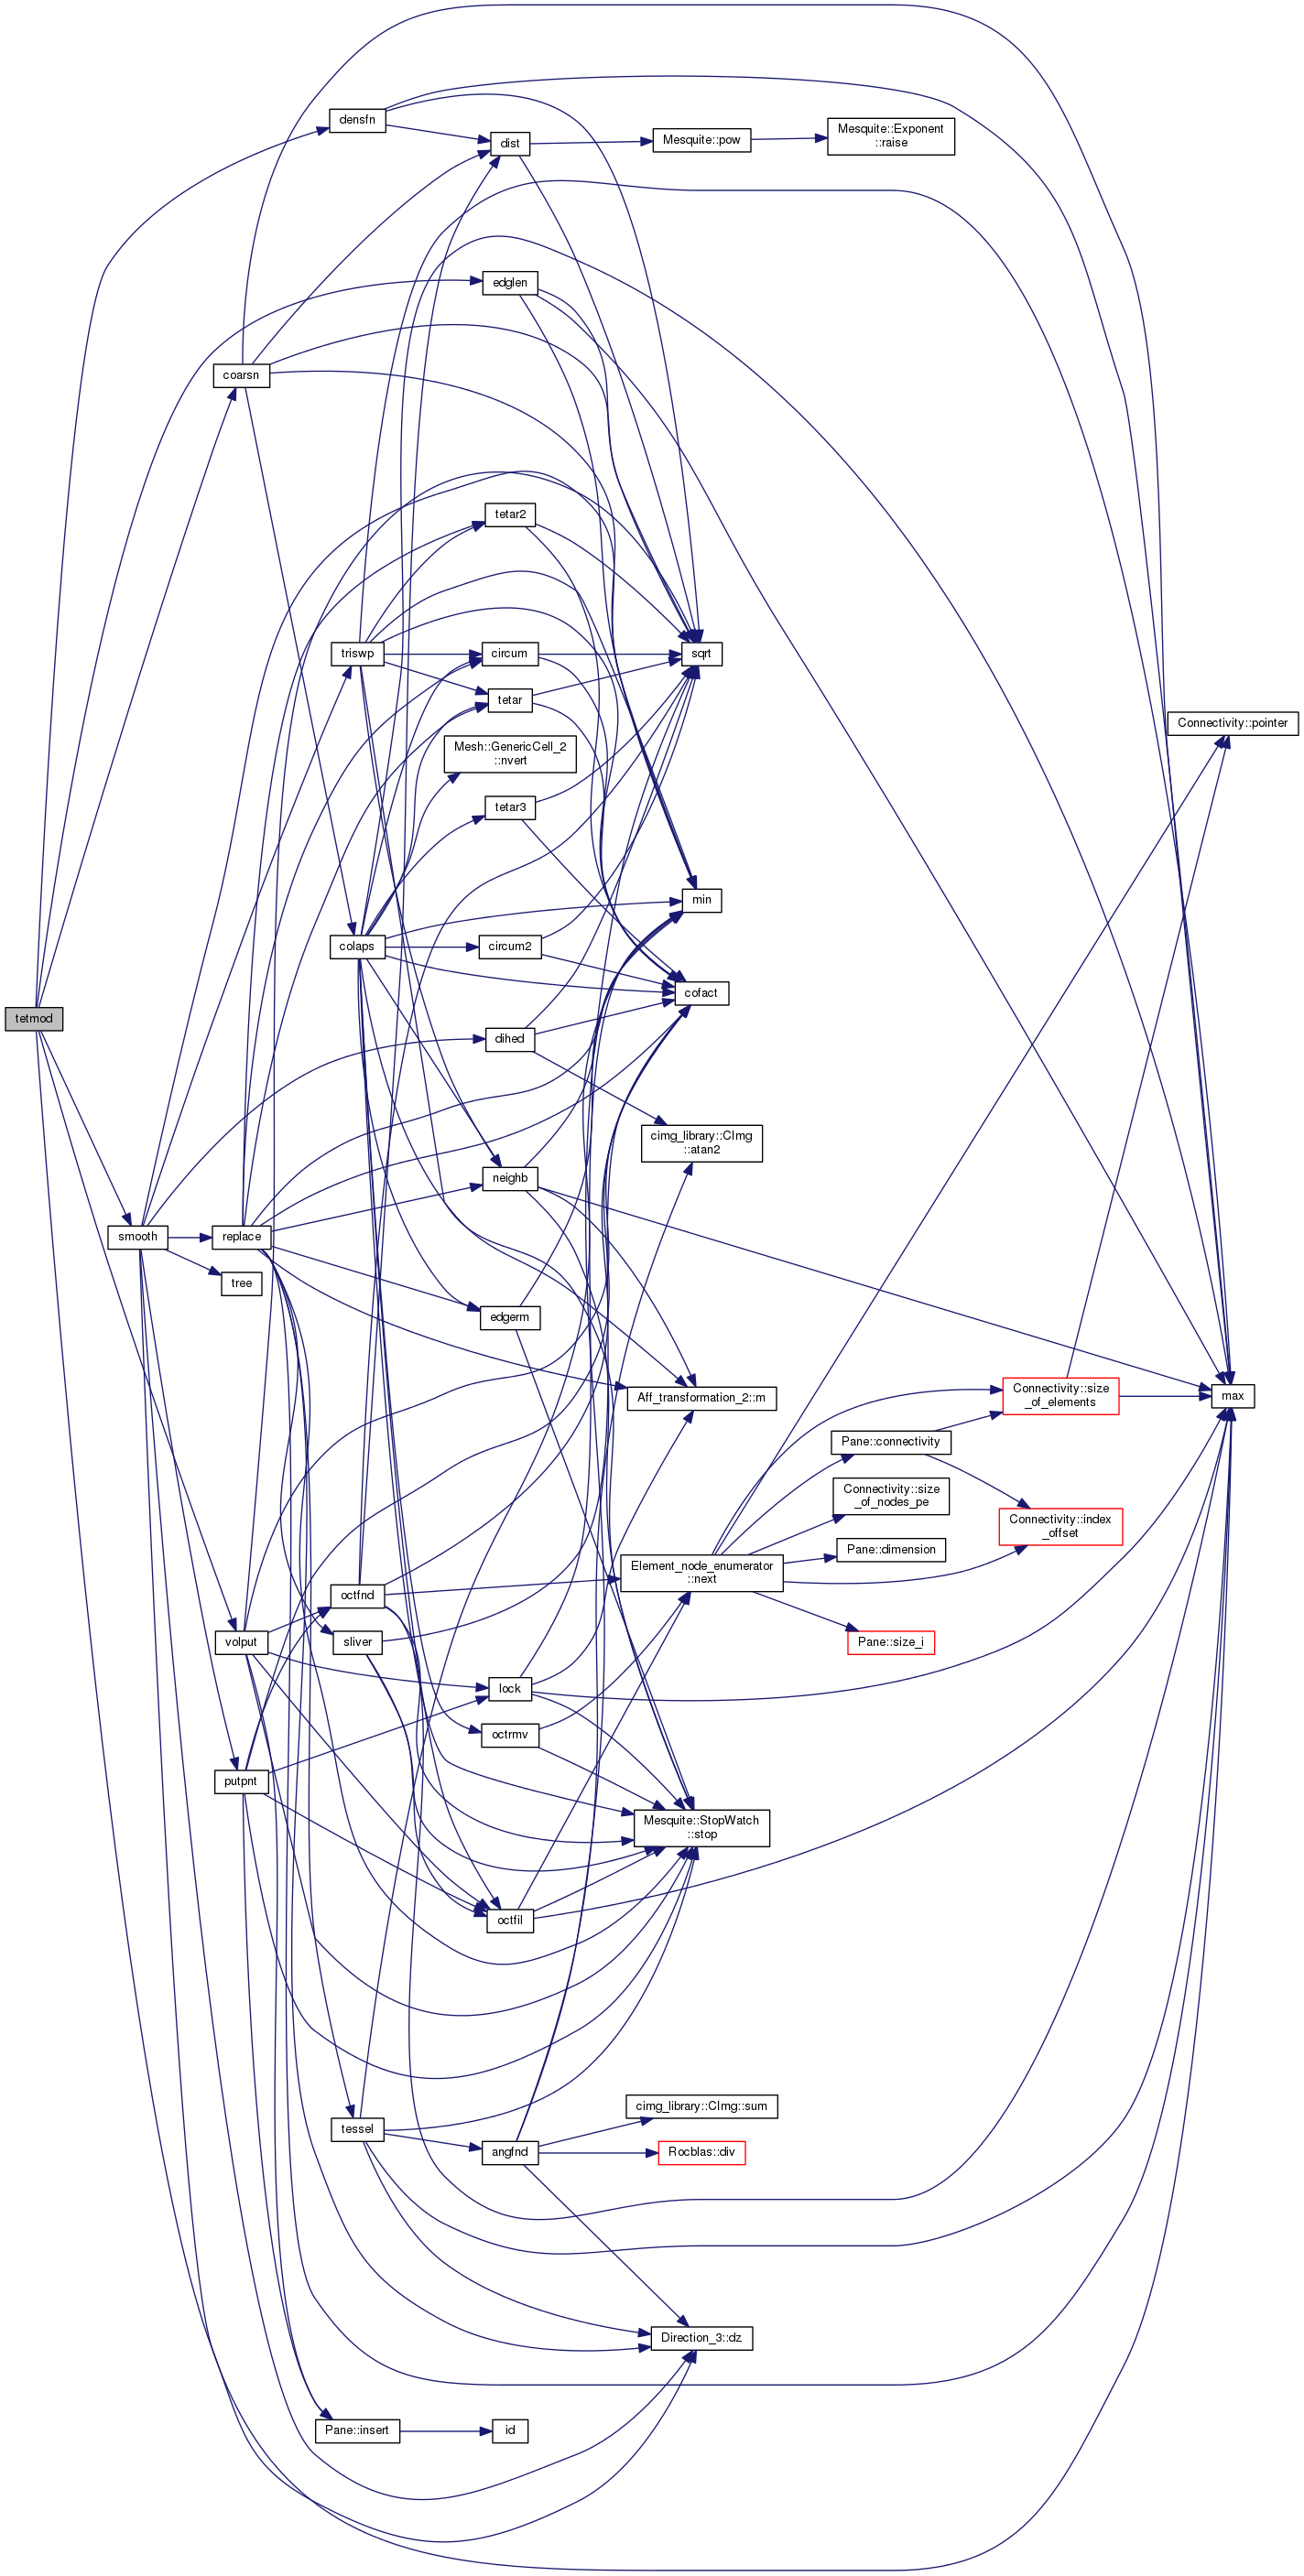 densfn
dist
Mesquite::pow
Mesquite::Exponent
::raise
edglen
coarsn
tetar2
triswp
circum
sqrt
tetar
Connectivity::pointer
Mesh::GenericCell_2
::nvert
tetar3
min
colaps
circum2
cofact
tetmod
dihed
cimg_library::CImg
::atan2
neighb
smooth
replace
tree
edgerm
Aff_transformation_2::m
Connectivity::size
_of_elements
max
Pane::connectivity
Connectivity::size
_of_nodes_pe
Connectivity::index
_offset
Pane::dimension
Element_node_enumerator
::next
octfnd
volput
sliver
Pane::size_i
lock
octrmv
putpnt
Mesquite::StopWatch
::stop
octfil
cimg_library::CImg::sum
tessel
angfnd
Rocblas::div
Direction_3::dz
Pane::insert
id